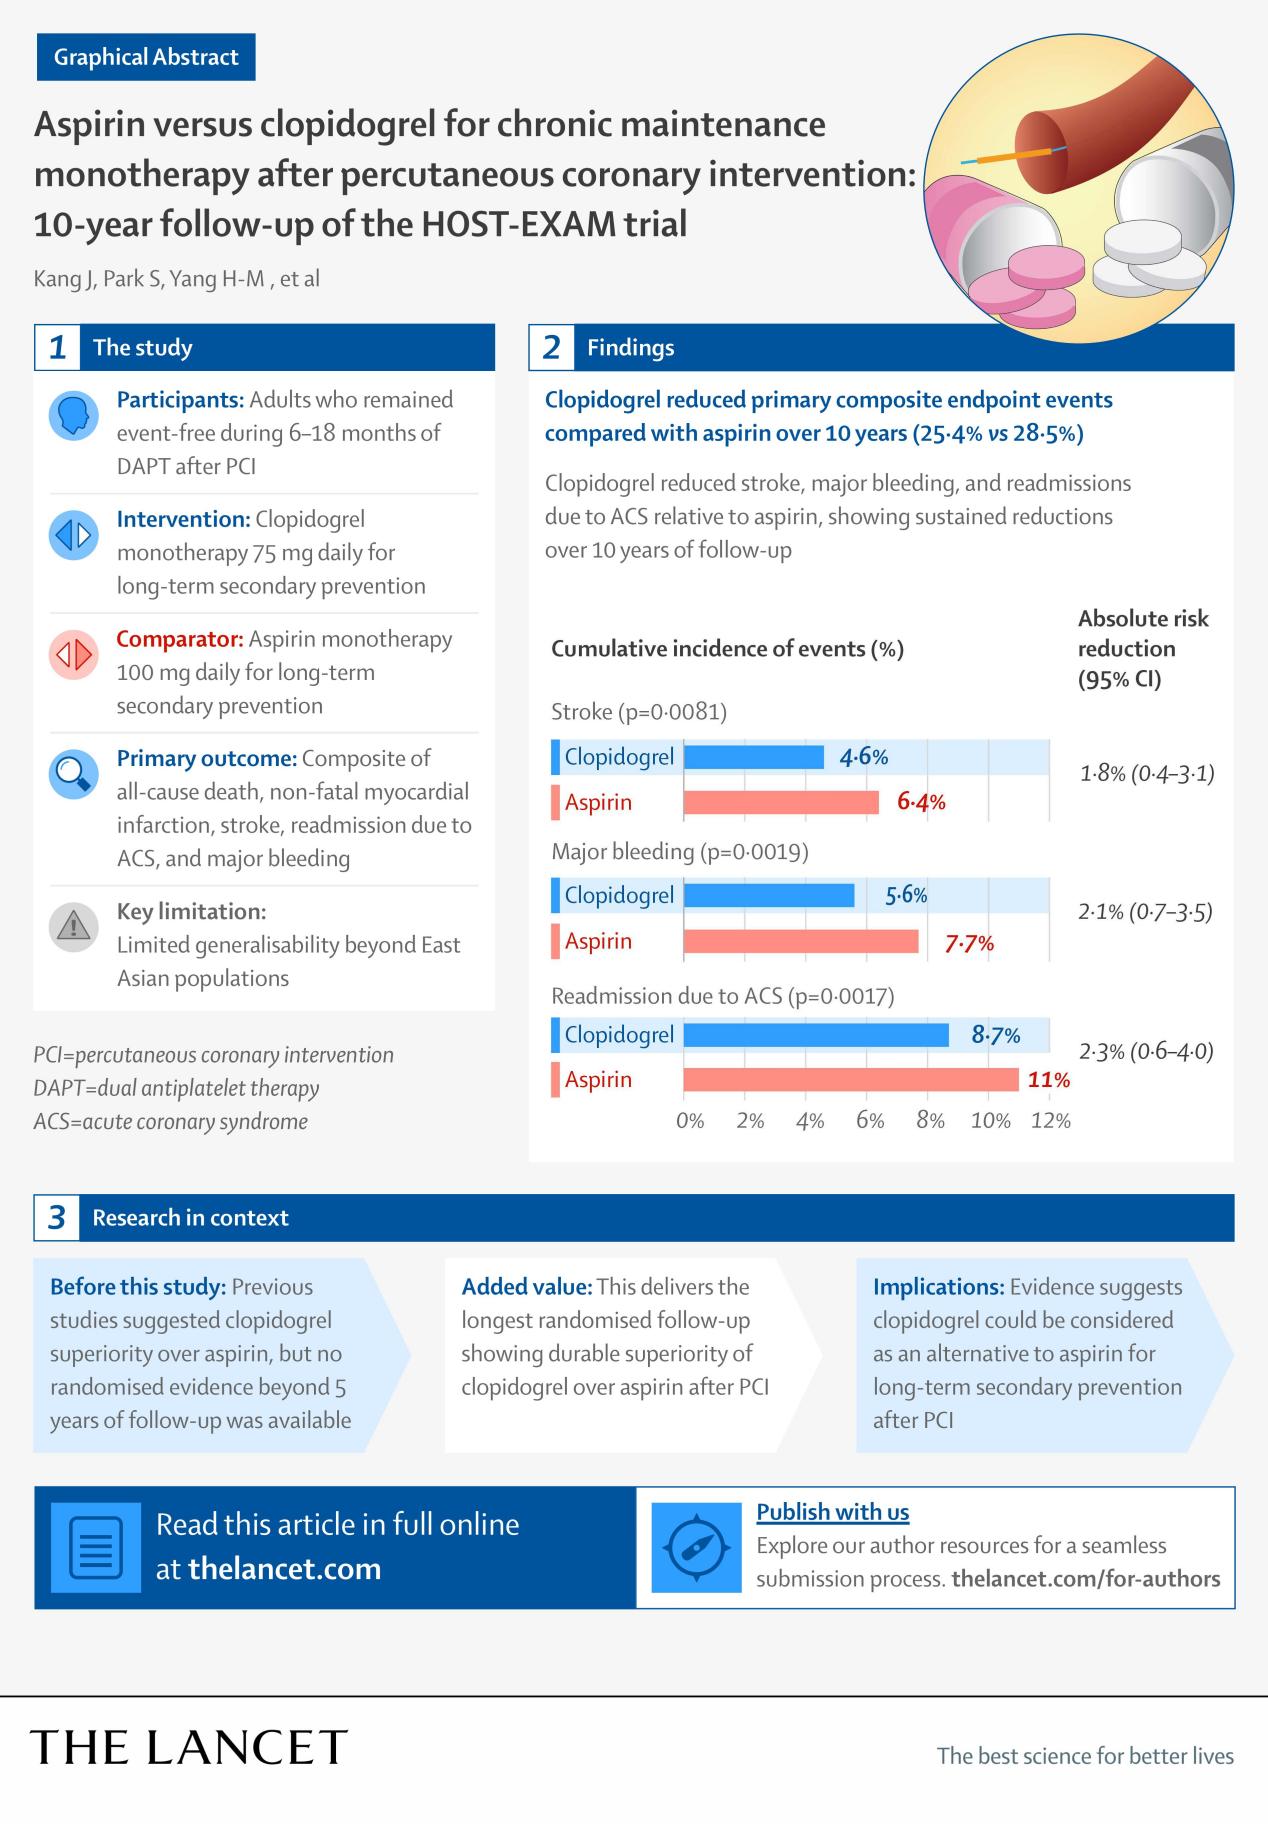 Graphical Abstract
Aspirin versus clopidogrel for chronic maintenance
monotherapy after percutaneous coronary intervention:
10-year follow-up of the HOST-EXAM trial
Kang J, Park S, Yang H-M , et al
1 The study
Participants: Adults who remained
event-free during 6–18 months of
DAPT after PCI
Intervention: Clopidogrel
monotherapy 75 mg daily for
long-term secondary prevention
Comparator: Aspirin monotherapy
100 mg daily for long-term
secondary prevention
Primary outcome: Composite of
all-cause death, non-fatal myocardial
infarction, stroke, readmission due to
ACS, and major bleeding
Key limitation:
Limited generalisability beyond East
Asian populations
PCI=percutaneous coronary intervention
DAPT=dual antiplatelet therapy
ACS=acute coronary syndrome
2 Findings
Clopidogrel reduced primary composite endpoint events
compared with aspirin over 10 years (25·4% vs 28·5%)
Clopidogrel reduced stroke, major bleeding, and readmissions
due to ACS relative to aspirin, showing sustained reductions
over 10 years of follow-up
Cumulative incidence of events (%)
Absolute risk
reduction
(95% CI)
Stroke (p=0·0081)
Clopidogrel 4·6%
Aspirin 6·4%
1·8% (0·4–3·1)
Major bleeding (p=0·0019)
Clopidogrel 5·6%
Aspirin 7·7%
2·1% (0·7–3·5)
Readmission due to ACS (p=0·0017)
Clopidogrel 8·7%
Aspirin 11%
2·3% (0·6–4·0)
0% 2% 4% 6% 8% 10% 12%
3 Research in context
Before this study: Previous
studies suggested clopidogrel
superiority over aspirin, but no
randomised evidence beyond 5
years of follow-up was available
Added value: This delivers the
longest randomised follow-up
showing durable superiority of
clopidogrel over aspirin after PCI
Implications: Evidence suggests
clopidogrel could be considered
as an alternative to aspirin for
long-term secondary prevention
after PCI
Read this article in full online
at thelancet.com
Publish with us
Explore our author resources for a seamless
submission process. thelancet.com/for-authors
THE LANCET
The best science for better lives